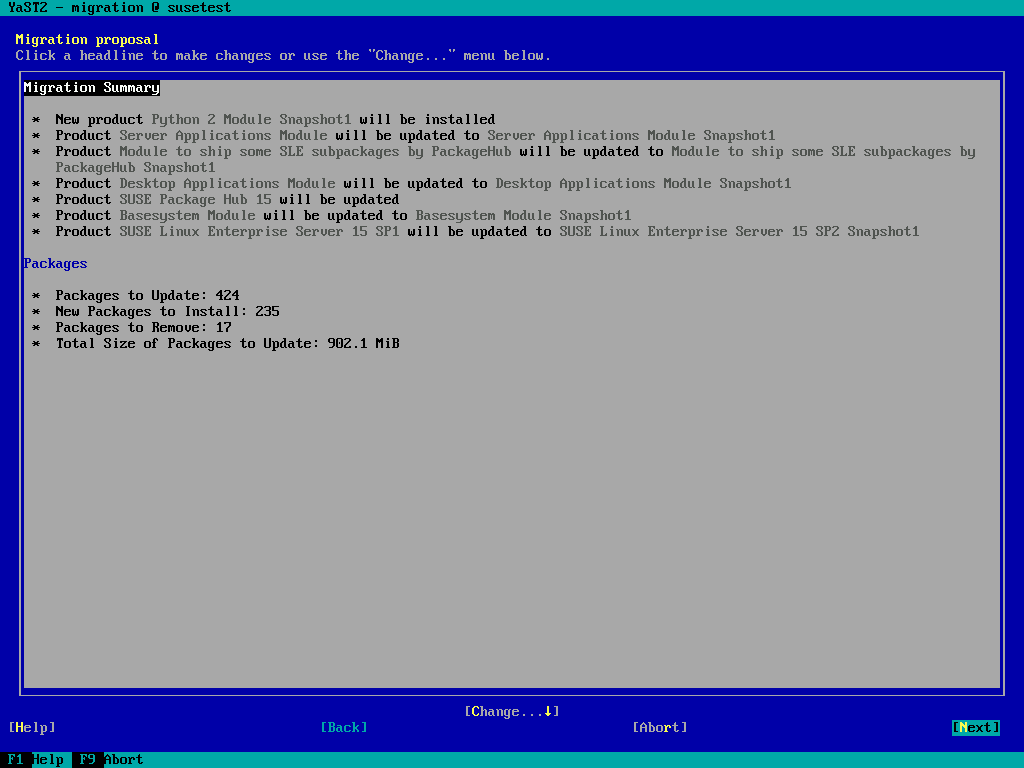 YaST2 - migration @ susetest
Migration proposal
Click a headline to make changes or use the "Change..." menu below.
Migration Summary
* New product Python 2 Module Snapshot1 will be installed
* Product Server Applications Module will be updated to Server Applications Module Snapshot1
* Product Module to ship some SLE subpackages by PackageHub will be updated to Module to ship some SLE subpackages by
PackageHub Snapshot1
* Product Desktop Applications Module will be updated to Desktop Applications Module Snapshot1
* Product SUSE Package Hub 15 will be updated
* Product Basesystem Module will be updated to Basesystem Module Snapshot1
* Product SUSE Linux Enterprise Server 15 SP1 will be updated to SUSE Linux Enterprise Server 15 SP2 Snapshot1
Packages
* Packages to Update: 424
* New Packages to Install: 235
* Packages to Remove: 17
* Total Size of Packages to Update: 902.1 MiB
[Change...↓]
[Help] [Back] [Abort] [Next]
F1 Help F9 Abort